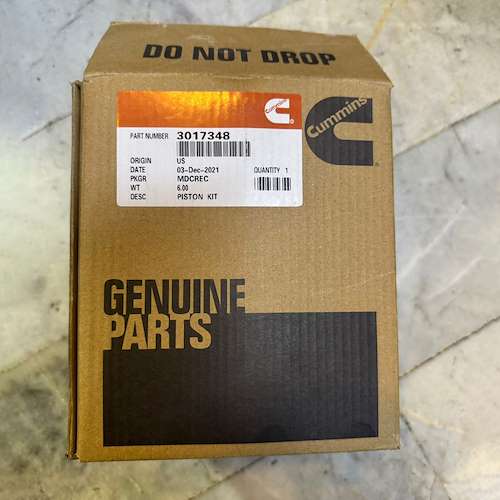 DO NOT DROP
Cummins
PART NUMBER 3017348
ORIGIN US
DATE 03-Dec-2021
PKGR MDCREC QUANTITY 1
WT 6.00
DESC PISTON KIT
GENUINE
PARTS